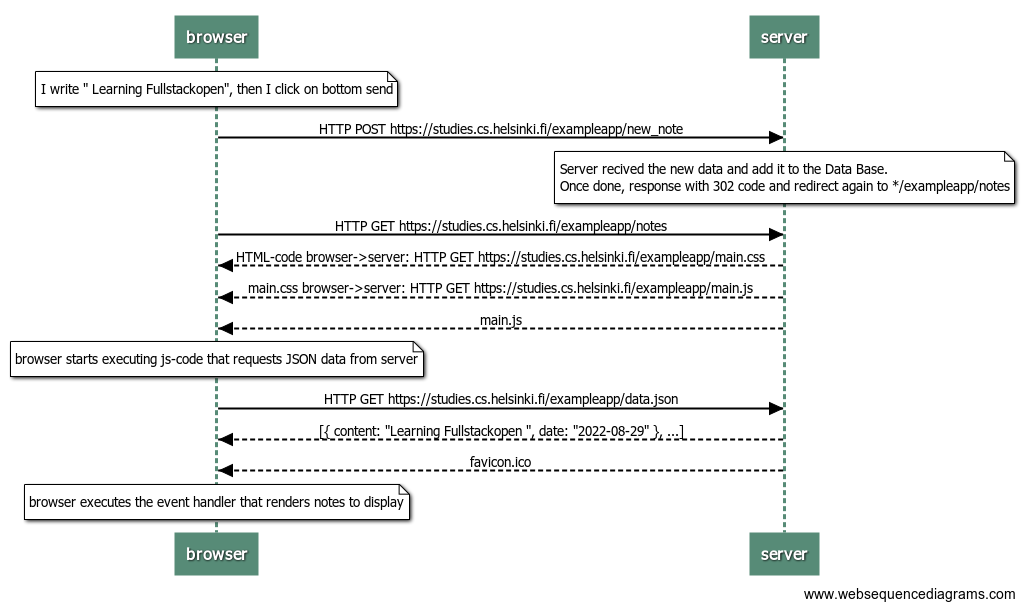 browser
server
I write " Learning Fullstackopen", then I click on bottom send
HTTP POST https://studies.cs.helsinki.fi/exampleapp/new_note
Server recived the new data and add it to the Data Base.
Once done, response with 302 code and redirect again to */exampleapp/notes
HTTP GET https://studies.cs.helsinki.fi/exampleapp/notes
HTML-code browser->server: HTTP GET https://studies.cs.helsinki.fi/exampleapp/main.css
main.css browser->server: HTTP GET https://studies.cs.helsinki.fi/exampleapp/main.js
main.js
browser starts executing js-code that requests JSON data from server
HTTP GET https://studies.cs.helsinki.fi/exampleapp/data.json
[{ content: "Learning Fullstackopen ", date: "2022-08-29" }, ...]
favicon.ico
browser executes the event handler that renders notes to display
browser
server
www.websequencediagrams.com